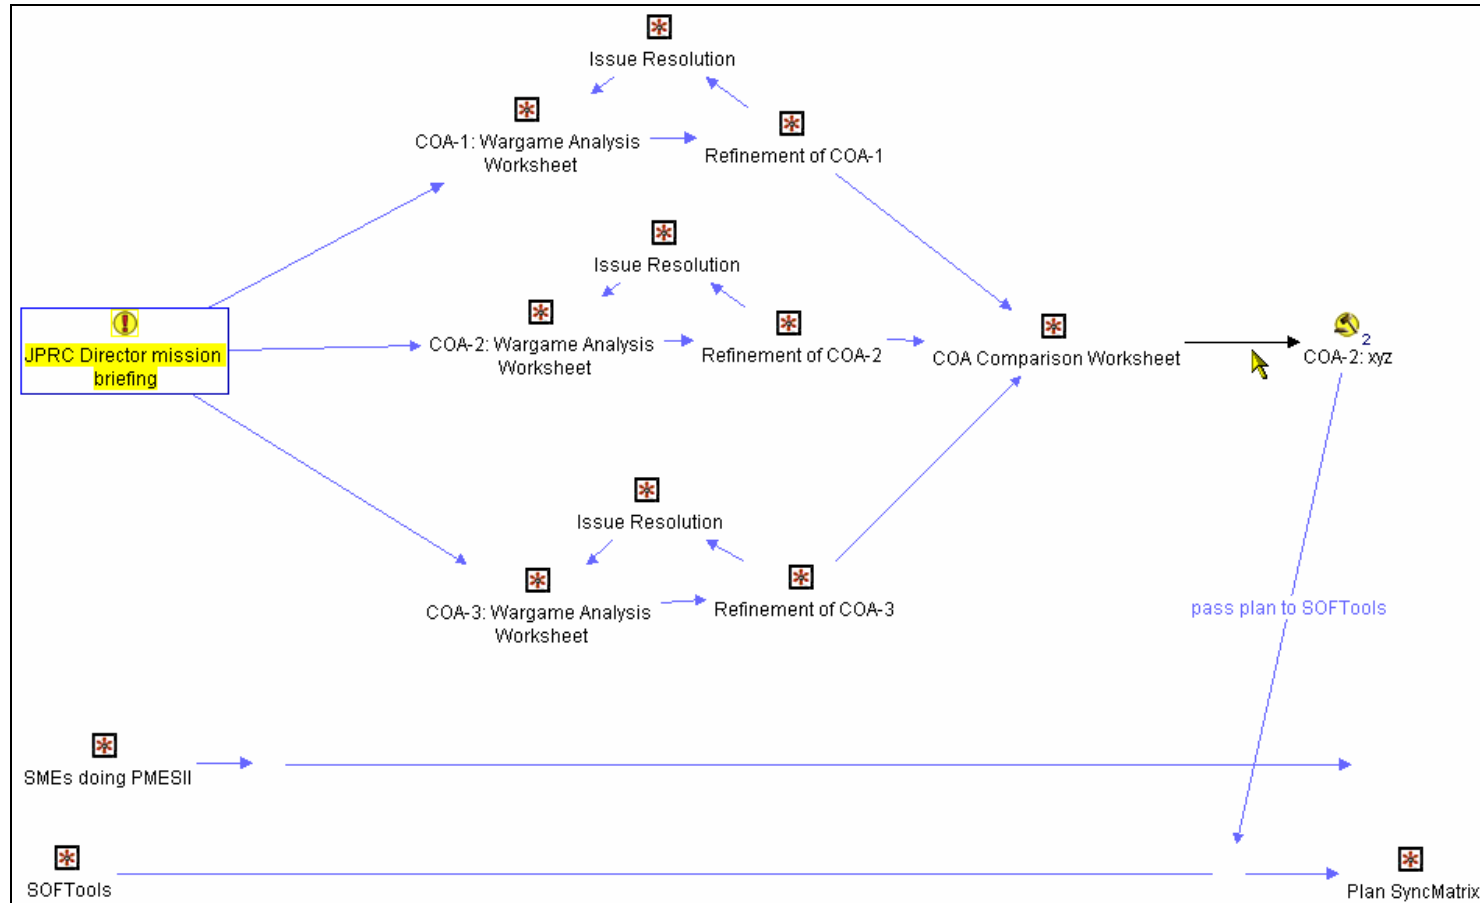 Issue Resolution
COA-1: Wargame Analysis
Worksheet
Refinement of COA-1
Issue Resolution
JPRC Director mission
briefing
COA-2: Wargame Analysis
Worksheet
Refinement of COA-2
COA Comparison Worksheet
2
COA-2: xyz
Issue Resolution
COA-3: Wargame Analysis
Worksheet
Refinement of COA-3
pass plan to SOFTools
SMEs doing PMESII
SOFTools
Plan SyncMatrix